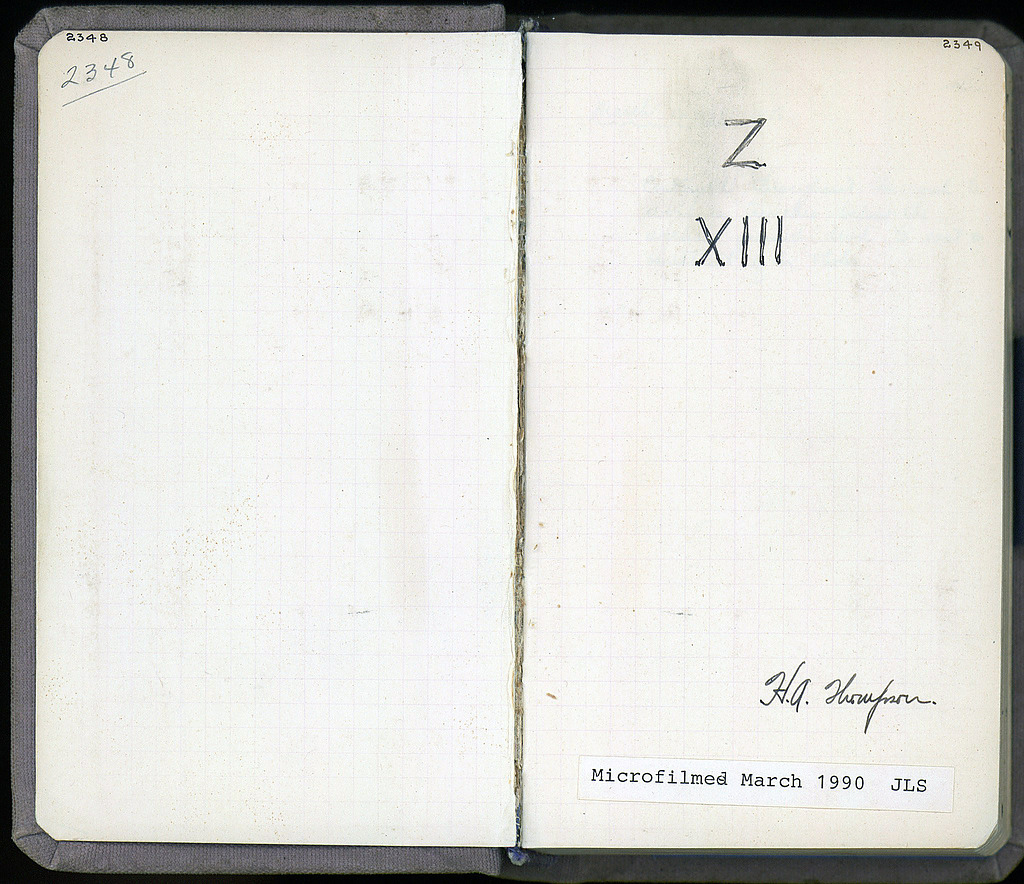 2348
2348
2349
Z
XIII
H.A. Thompson.
Microfilmed March 1990 JLS